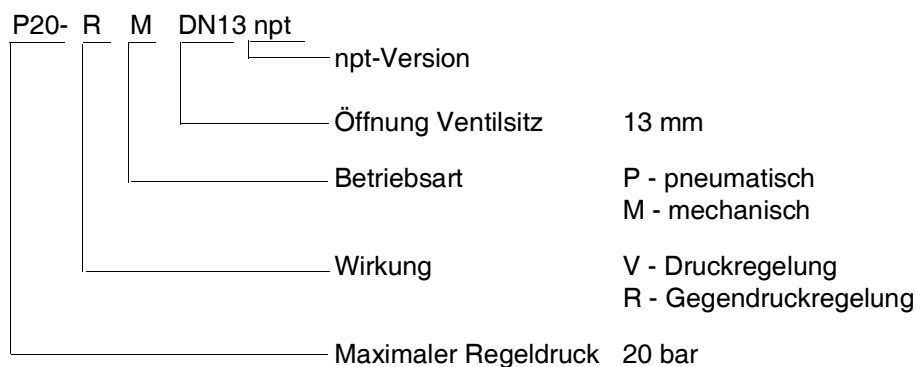 P20- R M DN13 npt
npt-Version
Öffnung Ventilsitz 13 mm
Betriebsart P - pneumatisch
M - mechanisch
Wirkung V - Druckregelung
R - Gegendruckregelung
Maximaler Regeldruck 20 bar